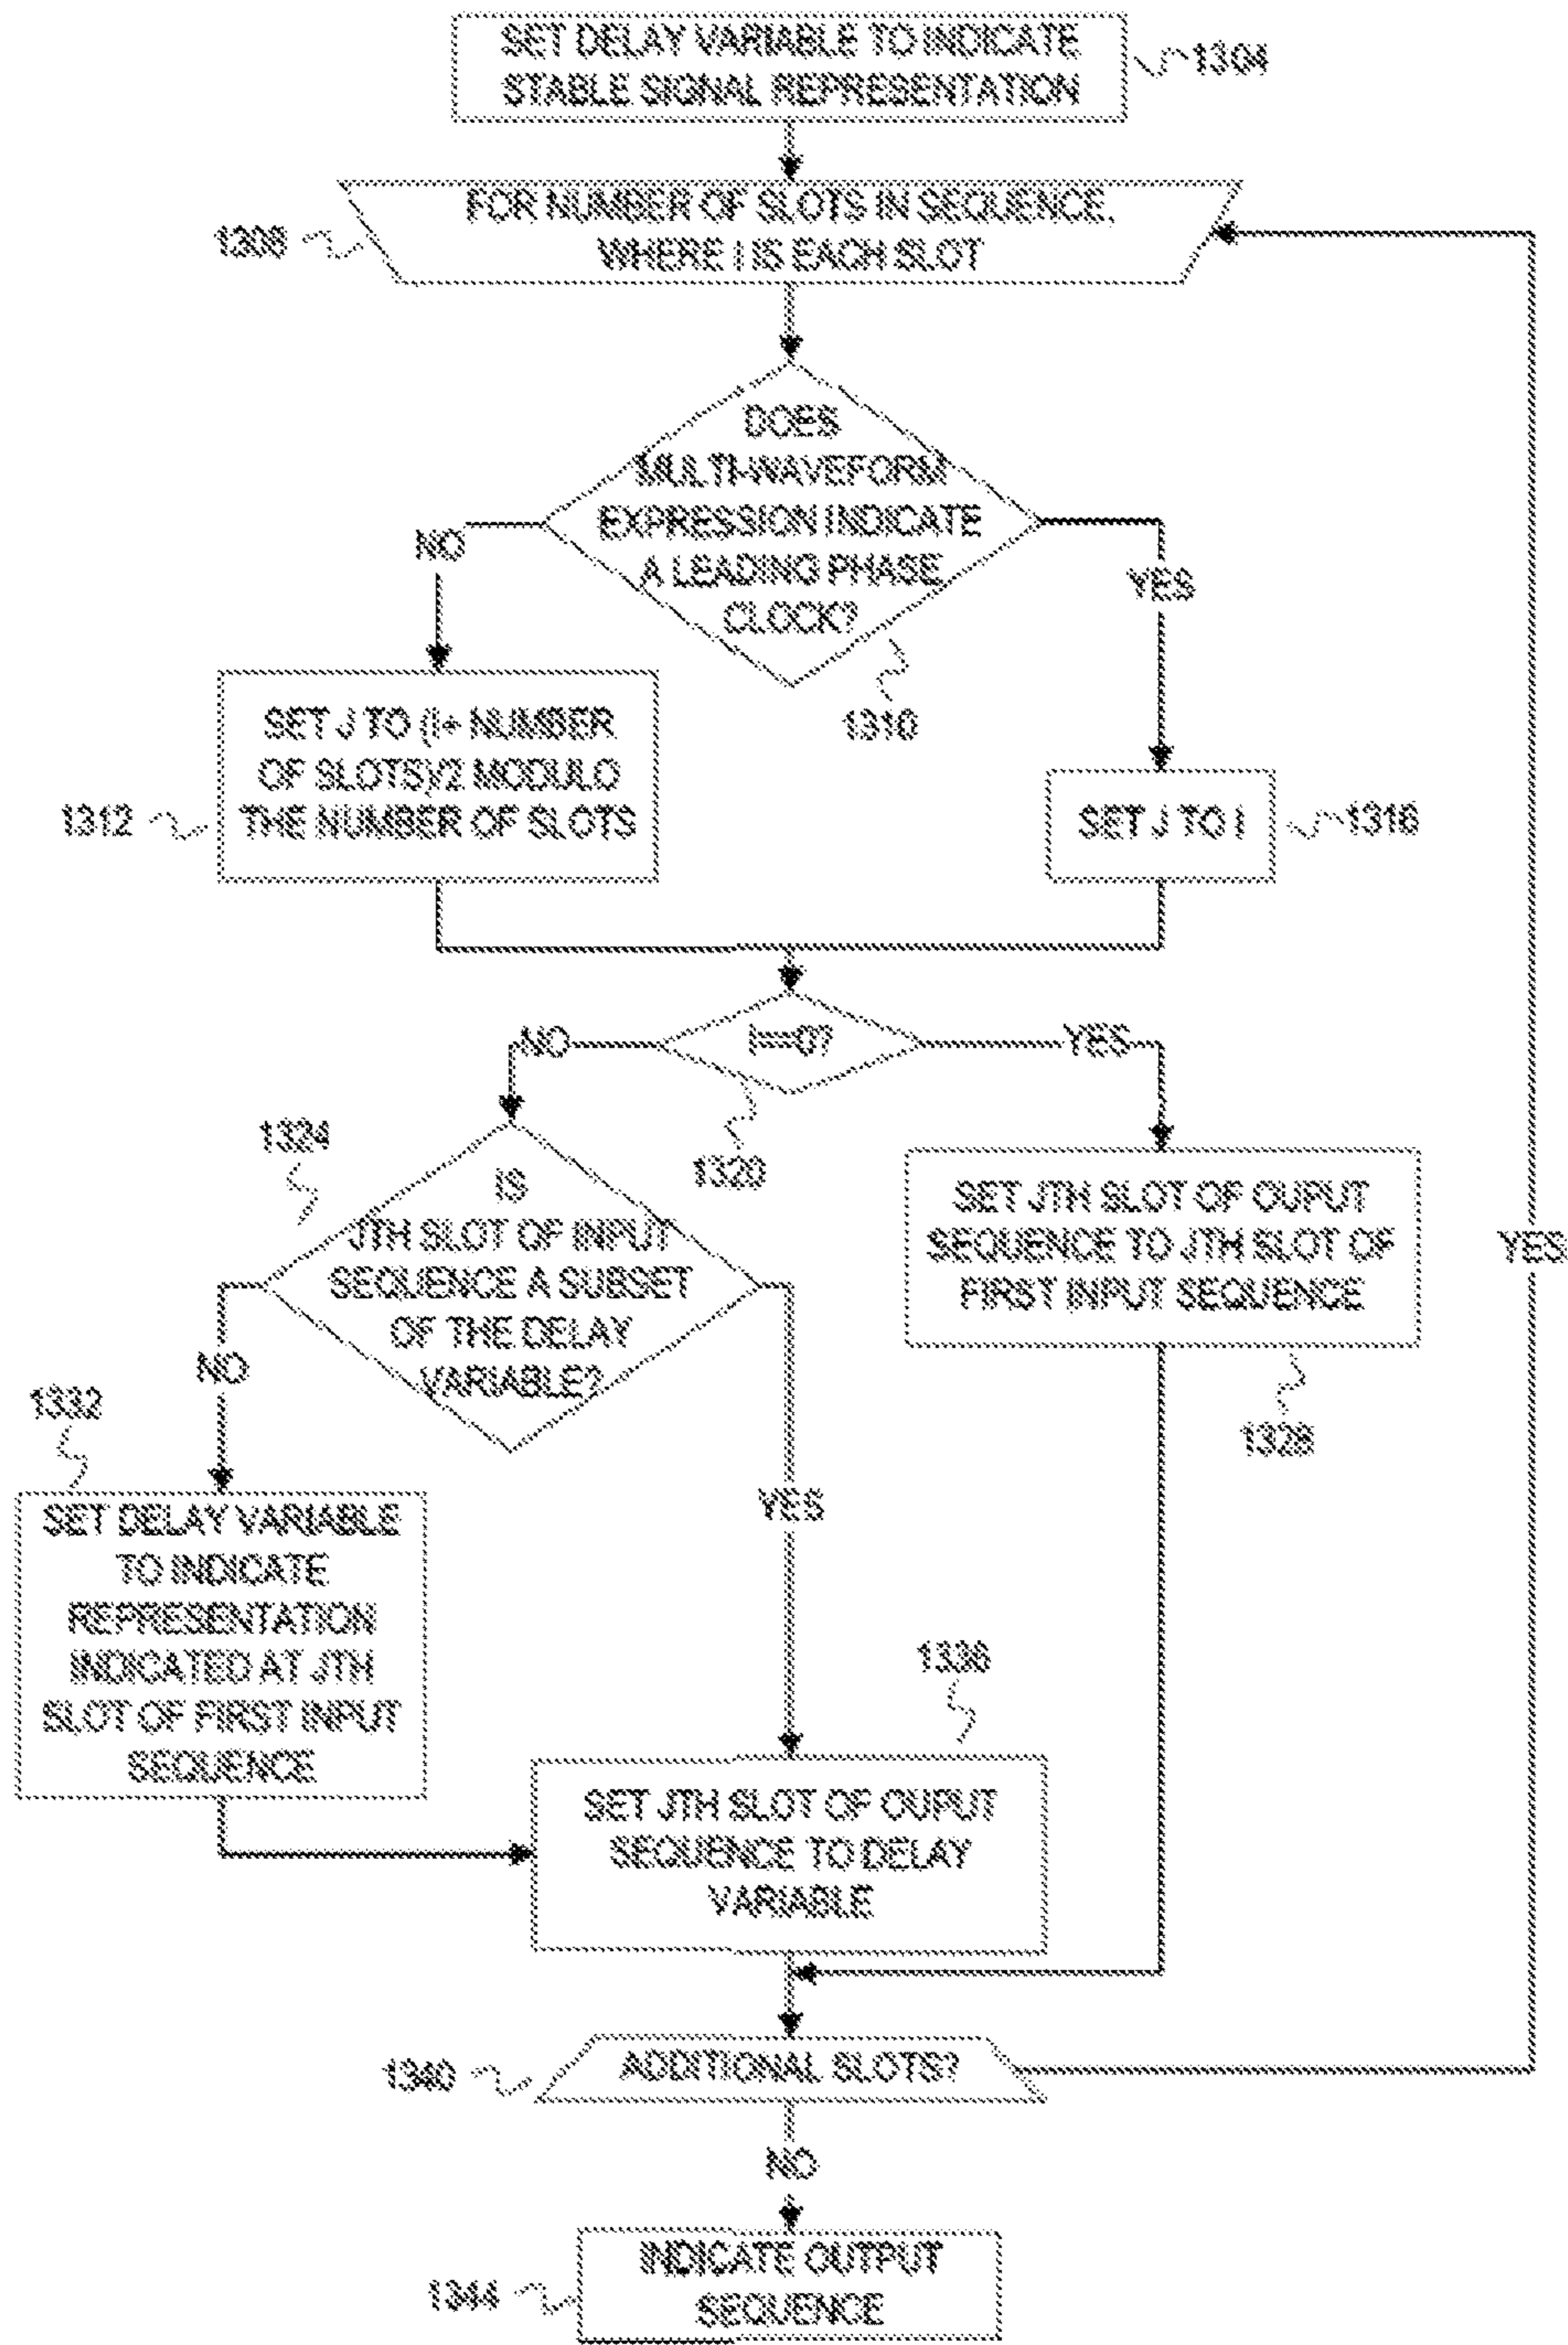 SET DELAY VARIABLE TO INDICATE
STABLE SIGNAL REPRESENTATION
1304
FOR NUMBER OF SLOTS IN SEQUENCE,
WHERE I IS EACH SLOT
1308
DOES
MULTI-WAVEFORM
EXPRESSION INDICATE
A LEADING PHASE
CLOCK?
NO
YES
1310
SET J TO (I+ NUMBER
OF SLOTS)/2 MODULO
THE NUMBER OF SLOTS
1312
SET J TO I
1316
I==0?
NO
YES
1320
1324
IS
JTH SLOT OF INPUT
SEQUENCE A SUBSET
OF THE DELAY
VARIABLE?
SET JTH SLOT OF OUPUT
SEQUENCE TO JTH SLOT OF
FIRST INPUT SEQUENCE
1328
YES
NO
YES
1332
SET DELAY VARIABLE
TO INDICATE
REPRESENTATION
INDICATED AT JTH
SLOT OF FIRST INPUT
SEQUENCE
1336
SET JTH SLOT OF OUPUT
SEQUENCE TO DELAY
VARIABLE
1340
ADDITIONAL SLOTS?
NO
1344
INDICATE OUTPUT
SEQUENCE